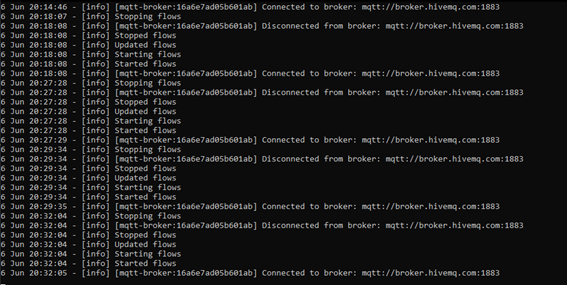 6 Jun 20:14:46 - [info] [mqtt-broker:16a6e7ad05b601ab] Connected to broker: mqtt://broker.hivemq.com:1883
6 Jun 20:18:07 - [info] Stopping flows
6 Jun 20:18:08 - [info] [mqtt-broker:16a6e7ad05b601ab] Disconnected from broker: mqtt://broker.hivemq.com:1883
6 Jun 20:18:08 - [info] Stopped flows
6 Jun 20:18:08 - [info] Updated flows
6 Jun 20:18:08 - [info] Starting flows
6 Jun 20:18:08 - [info] Started flows
6 Jun 20:18:08 - [info] [mqtt-broker:16a6e7ad05b601ab] Connected to broker: mqtt://broker.hivemq.com:1883
6 Jun 20:27:28 - [info] Stopping flows
6 Jun 20:27:28 - [info] [mqtt-broker:16a6e7ad05b601ab] Disconnected from broker: mqtt://broker.hivemq.com:1883
6 Jun 20:27:28 - [info] Stopped flows
6 Jun 20:27:28 - [info] Updated flows
6 Jun 20:27:28 - [info] Starting flows
6 Jun 20:27:28 - [info] Started flows
6 Jun 20:27:29 - [info] [mqtt-broker:16a6e7ad05b601ab] Connected to broker: mqtt://broker.hivemq.com:1883
6 Jun 20:29:34 - [info] Stopping flows
6 Jun 20:29:34 - [info] [mqtt-broker:16a6e7ad05b601ab] Disconnected from broker: mqtt://broker.hivemq.com:1883
6 Jun 20:29:34 - [info] Stopped flows
6 Jun 20:29:34 - [info] Updated flows
6 Jun 20:29:34 - [info] Starting flows
6 Jun 20:29:34 - [info] Started flows
6 Jun 20:29:35 - [info] [mqtt-broker:16a6e7ad05b601ab] Connected to broker: mqtt://broker.hivemq.com:1883
6 Jun 20:32:04 - [info] Stopping flows
6 Jun 20:32:04 - [info] [mqtt-broker:16a6e7ad05b601ab] Disconnected from broker: mqtt://broker.hivemq.com:1883
6 Jun 20:32:04 - [info] Stopped flows
6 Jun 20:32:04 - [info] Updated flows
6 Jun 20:32:04 - [info] Starting flows
6 Jun 20:32:04 - [info] Started flows
6 Jun 20:32:05 - [info] [mqtt-broker:16a6e7ad05b601ab] Connected to broker: mqtt://broker.hivemq.com:1883